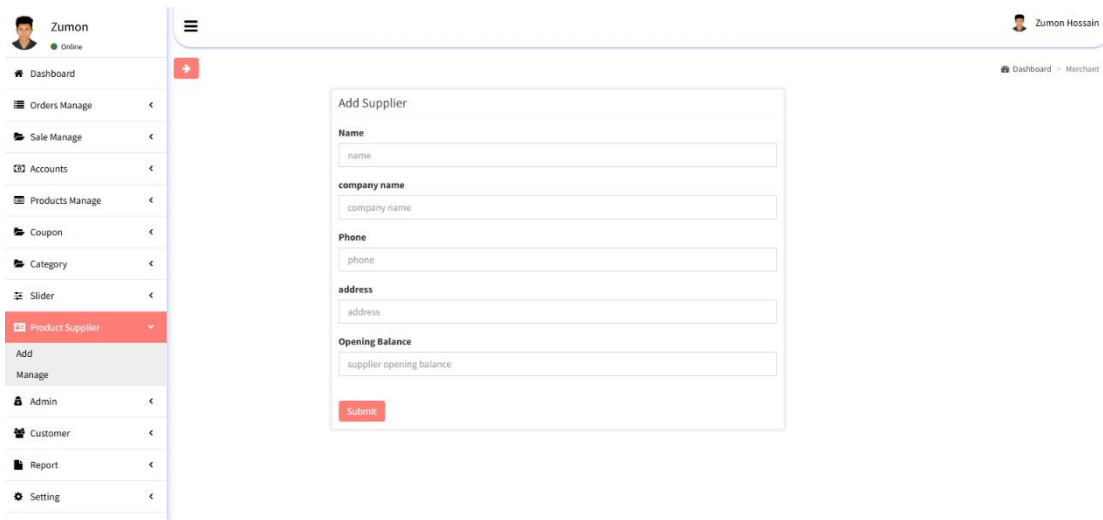 Zumon
Online
Dashboard
Orders Manage
Sale Manage
Accounts
Products Manage
Coupon
Category
Slider
Product Supplier
Add
Manage
Admin
Customer
Report
Setting
Zumon Hossain
Dashboard > Merchant
Add Supplier
Name
name
company name
company name
Phone
phone
address
address
Opening Balance
supplier opening balance
Submit